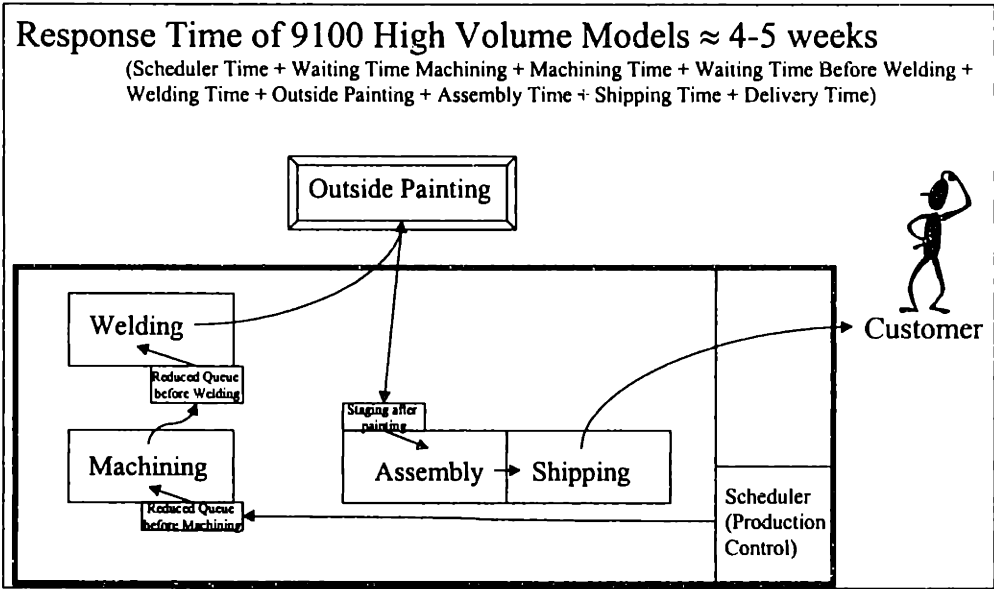 Response Time of 9100 High Volume Models ≈ 4-5 weeks
(Scheduler Time + Waiting Time Machining + Machining Time + Waiting Time Before Welding +
Welding Time + Outside Painting + Assembly Time + Shipping Time + Delivery Time)
Outside Painting
Welding
Reduced Queue
before Welding
Customer
Staging after
painting
Machining
Reduced Queue
before Machining
Assembly
Shipping
Scheduler
(Production
Control)